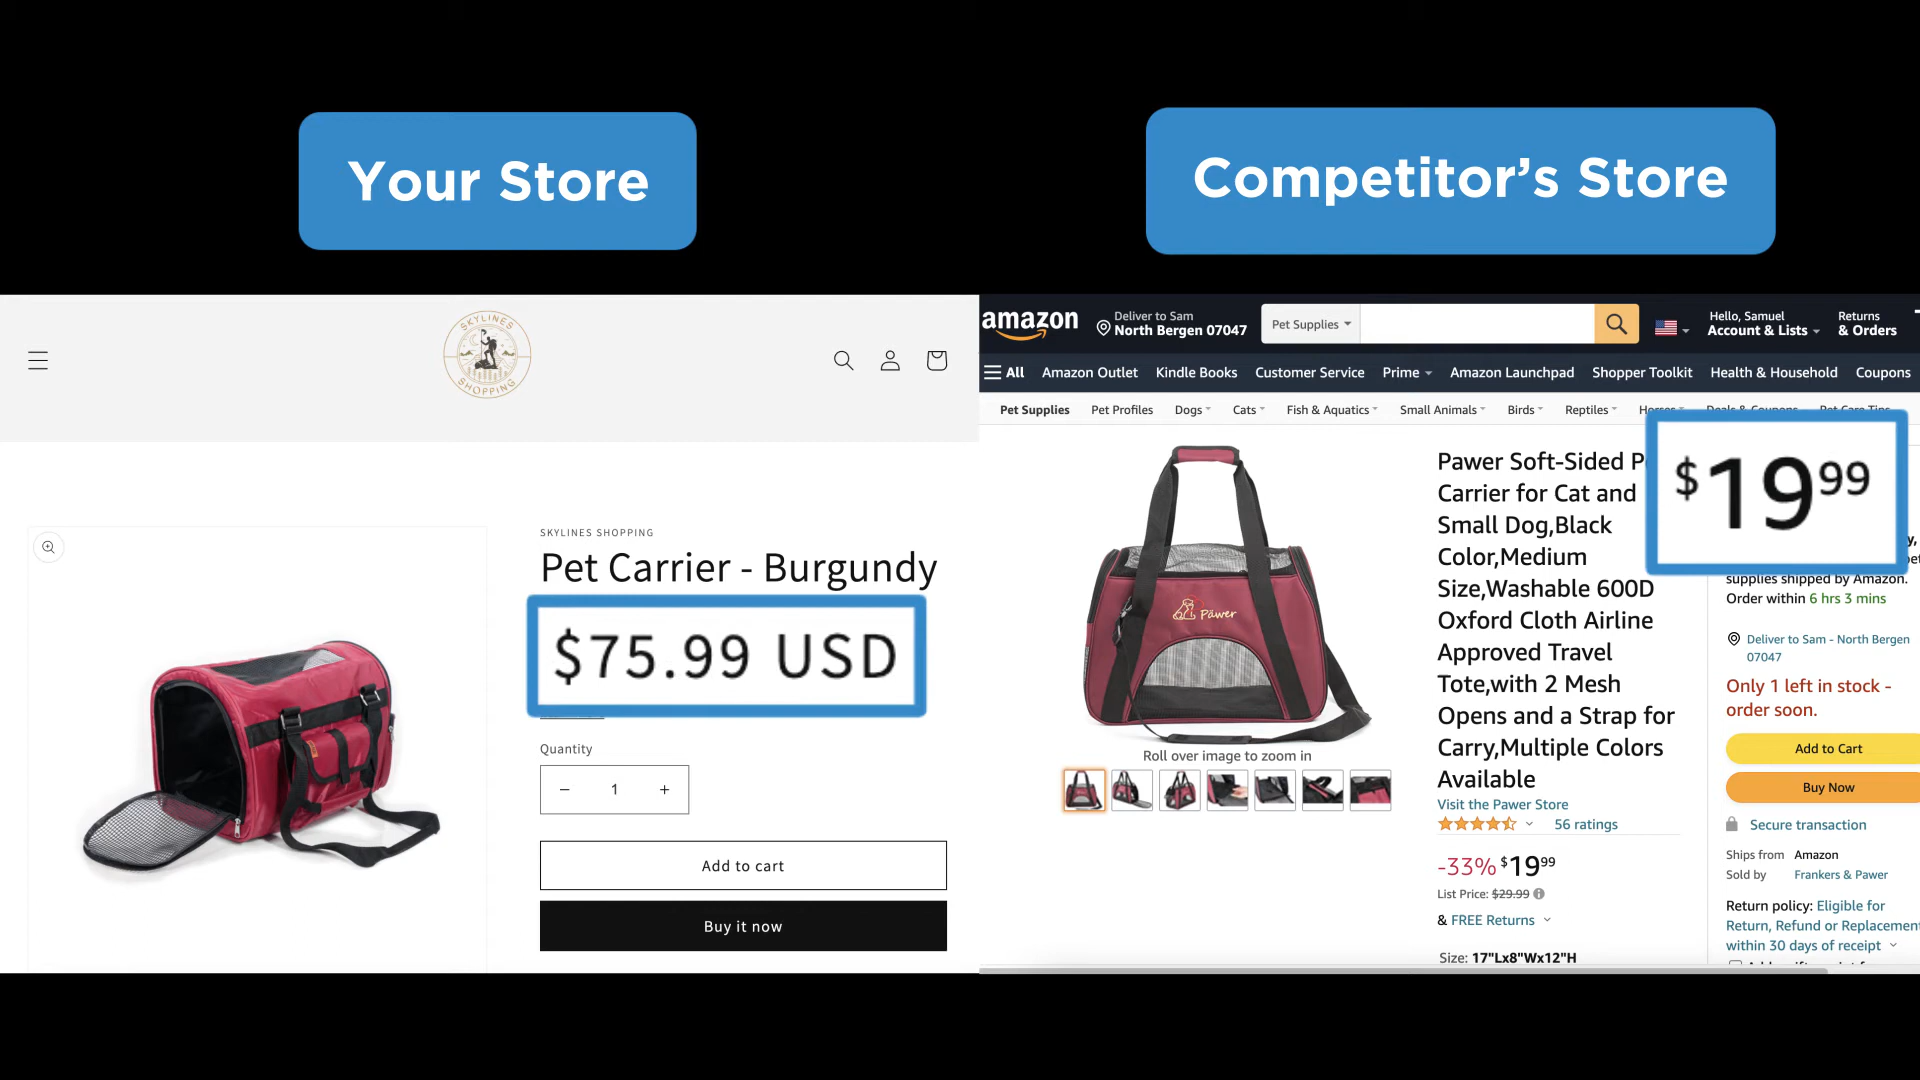 Your Store
Competitor's Store
SKYLINES
SHOPPING
SKYLINES SHOPPING
Pet Carrier - Burgundy
$75.99 USD
Quantity
1
Add to cart
Buy it now
amazon
Deliver to Sam
North Bergen 07047
Pet Supplies
Hello, Samuel
Account & Lists
Returns
& Orders
All
Amazon Outlet
Kindle Books
Customer Service
Prime
Amazon Launchpad
Shopper Toolkit
Health & Household
Coupons
Pet Supplies
Pet Profiles
Dogs
Cats
Fish & Aquatics
Small Animals
Birds
Reptiles
Päwer
Roll over image to zoom in
Pawer Soft-Sided
Carrier for Cat and
Small Dog,Black
Color,Medium
Size,Washable 600D
Oxford Cloth Airline
Approved Travel
Tote,with 2 Mesh
Opens and a Strap for
Carry,Multiple Colors
Available
Visit the Pawer Store
56 ratings
-33% $19 99
List Price: $29.99
& FREE Returns
Size: 17"Lx8"Wx12"H
$19 99
supplies shipped by Amazon.
Order within 6 hrs 3 mins
Deliver to Sam - North Bergen
07047
Only 1 left in stock -
order soon.
Add to Cart
Buy Now
Secure transaction
Ships from Amazon
Sold by Frankers & Pawer
Return policy: Eligible for
Return, Refund or Replacement
within 30 days of receipt